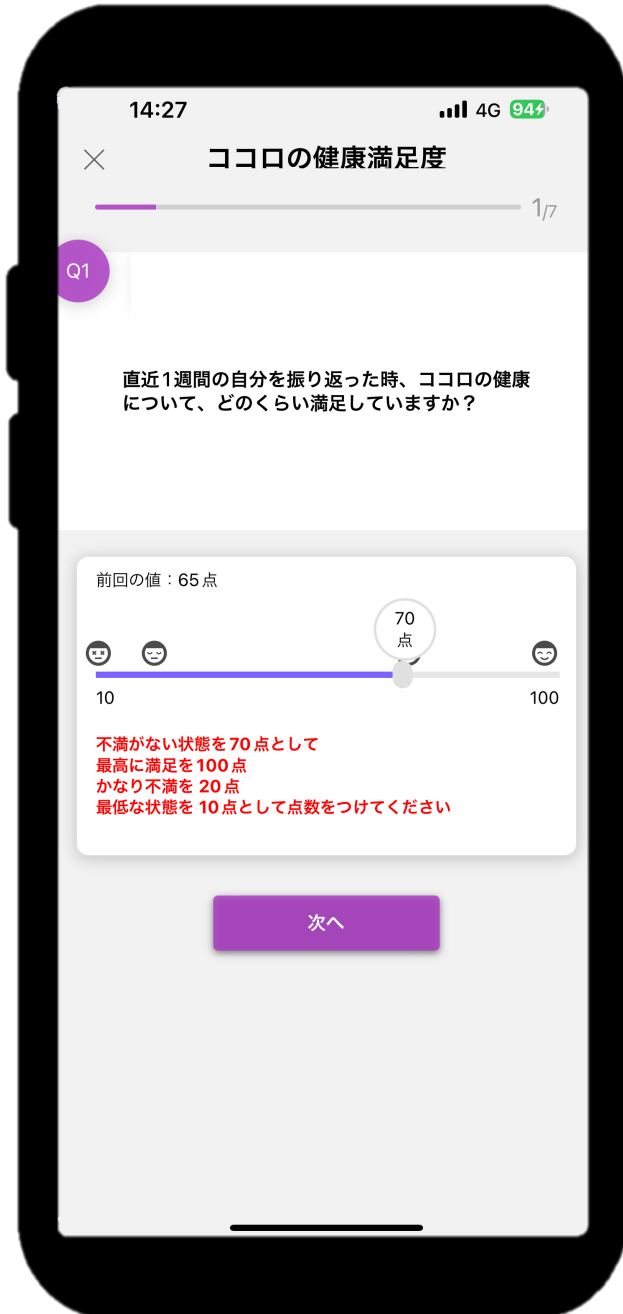 14:27
4G 94
ココロの健康満足度
1/7
Q1
直近1週間の自分を振り返った時、ココロの健康
について、どのくらい満足していますか？
前回の値：65点
70
点
10
100
不満がない状態を70点として
最高に満足を100点
かなり不満を 20点
最低な状態を 10点として点数をつけてください
次へ